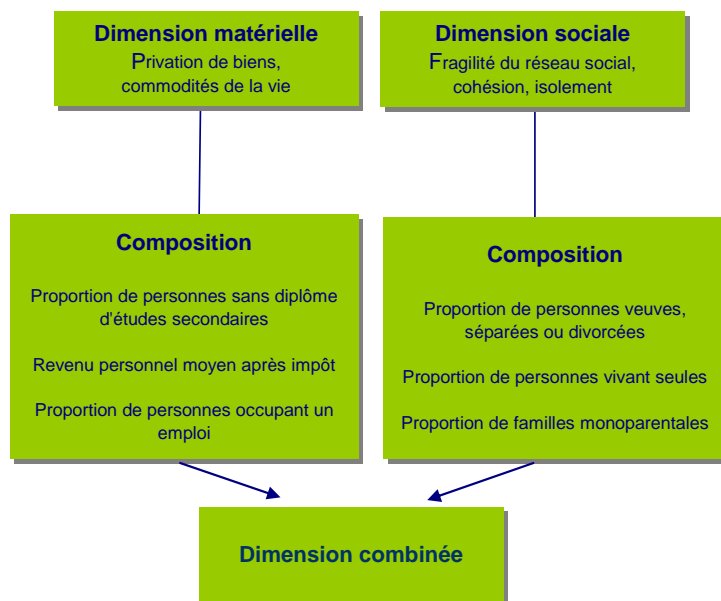 Dimension matérielle
Privation de biens,
commodités de la vie
Dimension sociale
Fragilité du réseau social,
cohésion, isolement
Composition
Proportion de personnes sans diplôme
d'études secondaires
Revenu personnel moyen après impôt
Proportion de personnes occupant un
emploi
Composition
Proportion de personnes veuves,
séparées ou divorcées
Proportion de personnes vivant seules
Proportion de familles monoparentales
Dimension combinée